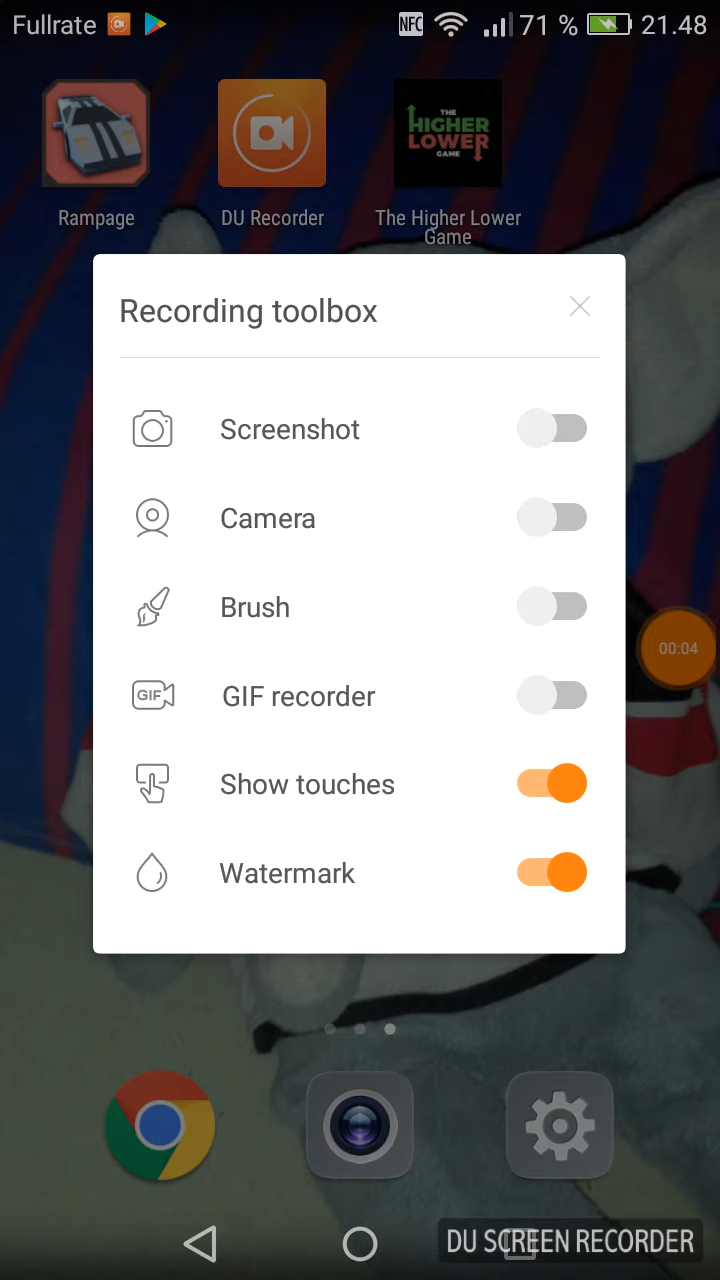 Fullrate NFC 71 % 21.48
THE
HIGHER
LOWER
GAME
Rampage DU Recorder The Higher Lower
Game
Recording toolbox
Screenshot
Camera
Brush
00:04
GIF GIF recorder
Show touches
Watermark
DU SCREEN RECORDER